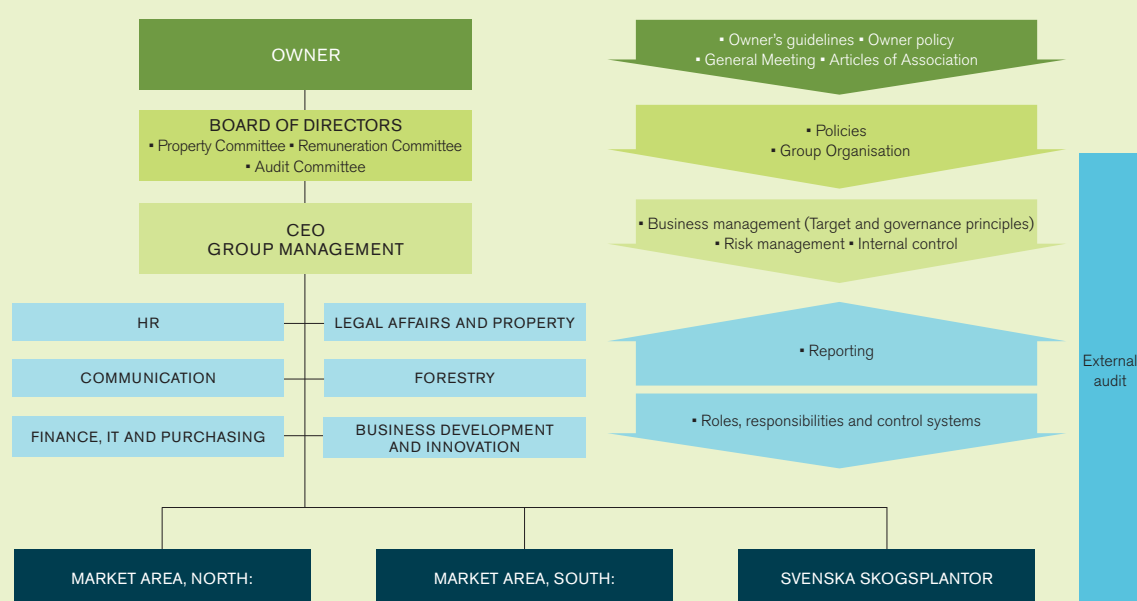 OWNER
BOARD OF DIRECTORS
▪ Property Committee ▪ Remuneration Committee
▪ Audit Committee
CEO
GROUP MANAGEMENT
HR
LEGAL AFFAIRS AND PROPERTY
COMMUNICATION
FORESTRY
FINANCE, IT AND PURCHASING
BUSINESS DEVELOPMENT
AND INNOVATION
MARKET AREA, NORTH:
MARKET AREA, SOUTH:
SVENSKA SKOGSPLANTOR
▪ Owner's guidelines ▪ Owner policy
▪ General Meeting ▪ Articles of Association
▪ Policies
▪ Group Organisation
▪ Business management (Target and governance principles)
▪ Risk management ▪ Internal control
▪ Reporting
▪ Roles, responsibilities and control systems
External
audit